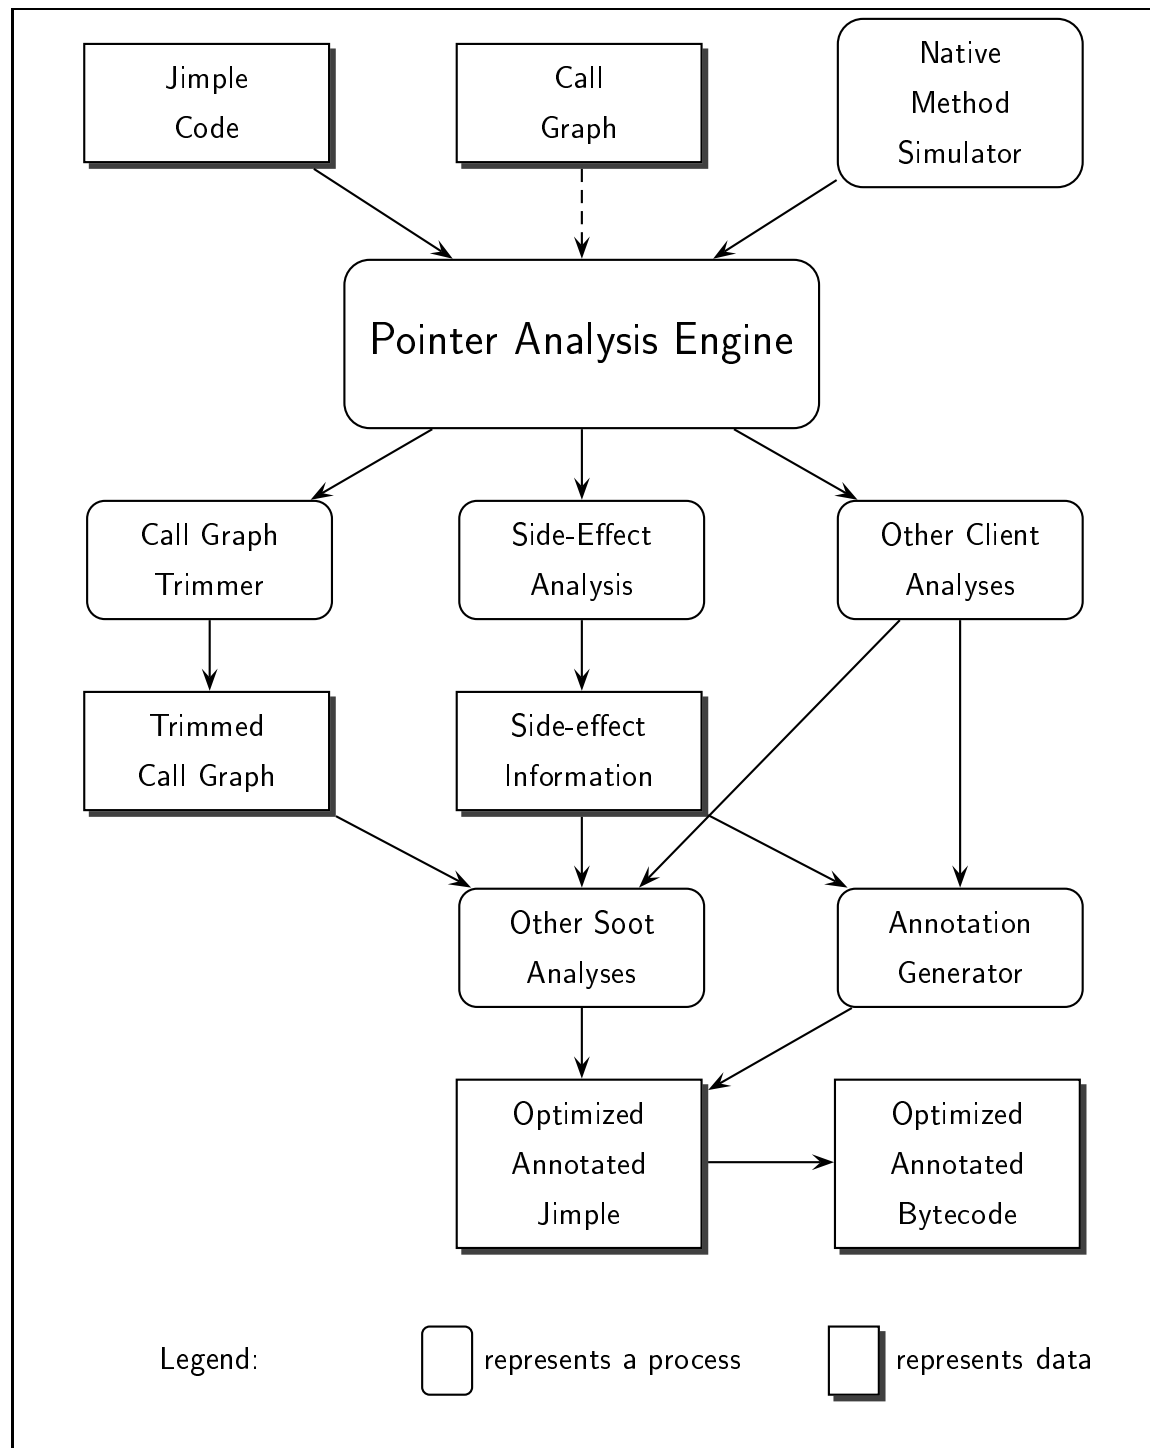 Jimple
Code
Call
Graph
Native
Method
Simulator
Pointer Analysis Engine
Call Graph
Trimmer
Side-Effect
Analysis
Other Client
Analyses
Trimmed
Call Graph
Side-effect
Information
Other Soot
Analyses
Annotation
Generator
Optimized
Annotated
Jimple
Optimized
Annotated
Bytecode
Legend:
represents a process
represents data